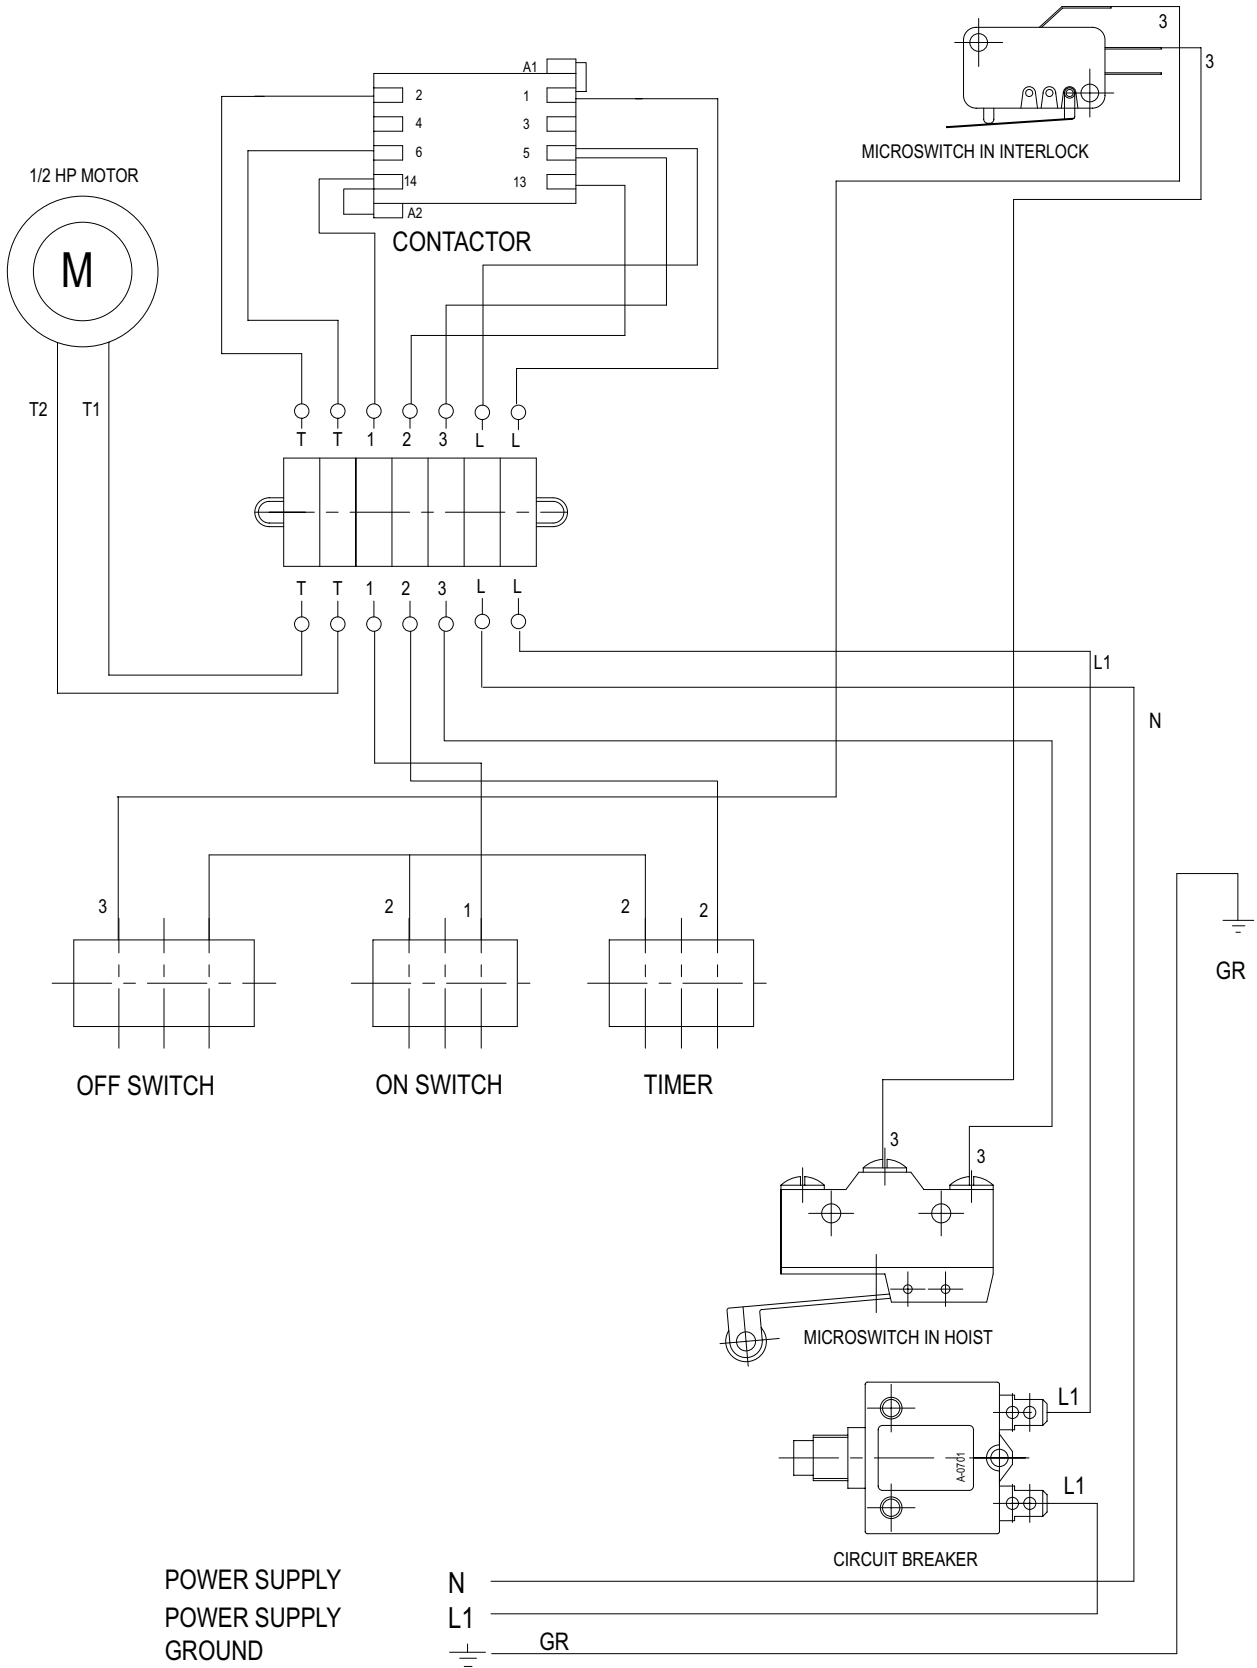 3
3
MICROSWITCH IN INTERLOCK
A1
2
1
4
3
6
5
14
13
A2
CONTACTOR
1/2 HP MOTOR
M
T2
T1
T T 1 2 3 L L
T T 1 2 3 L L
L1
N
3
2
1
2
2
GR
OFF SWITCH
ON SWITCH
TIMER
3
3
MICROSWITCH IN HOIST
L1
A-0701
L1
CIRCUIT BREAKER
POWER SUPPLY N
POWER SUPPLY L1
GROUND
GR